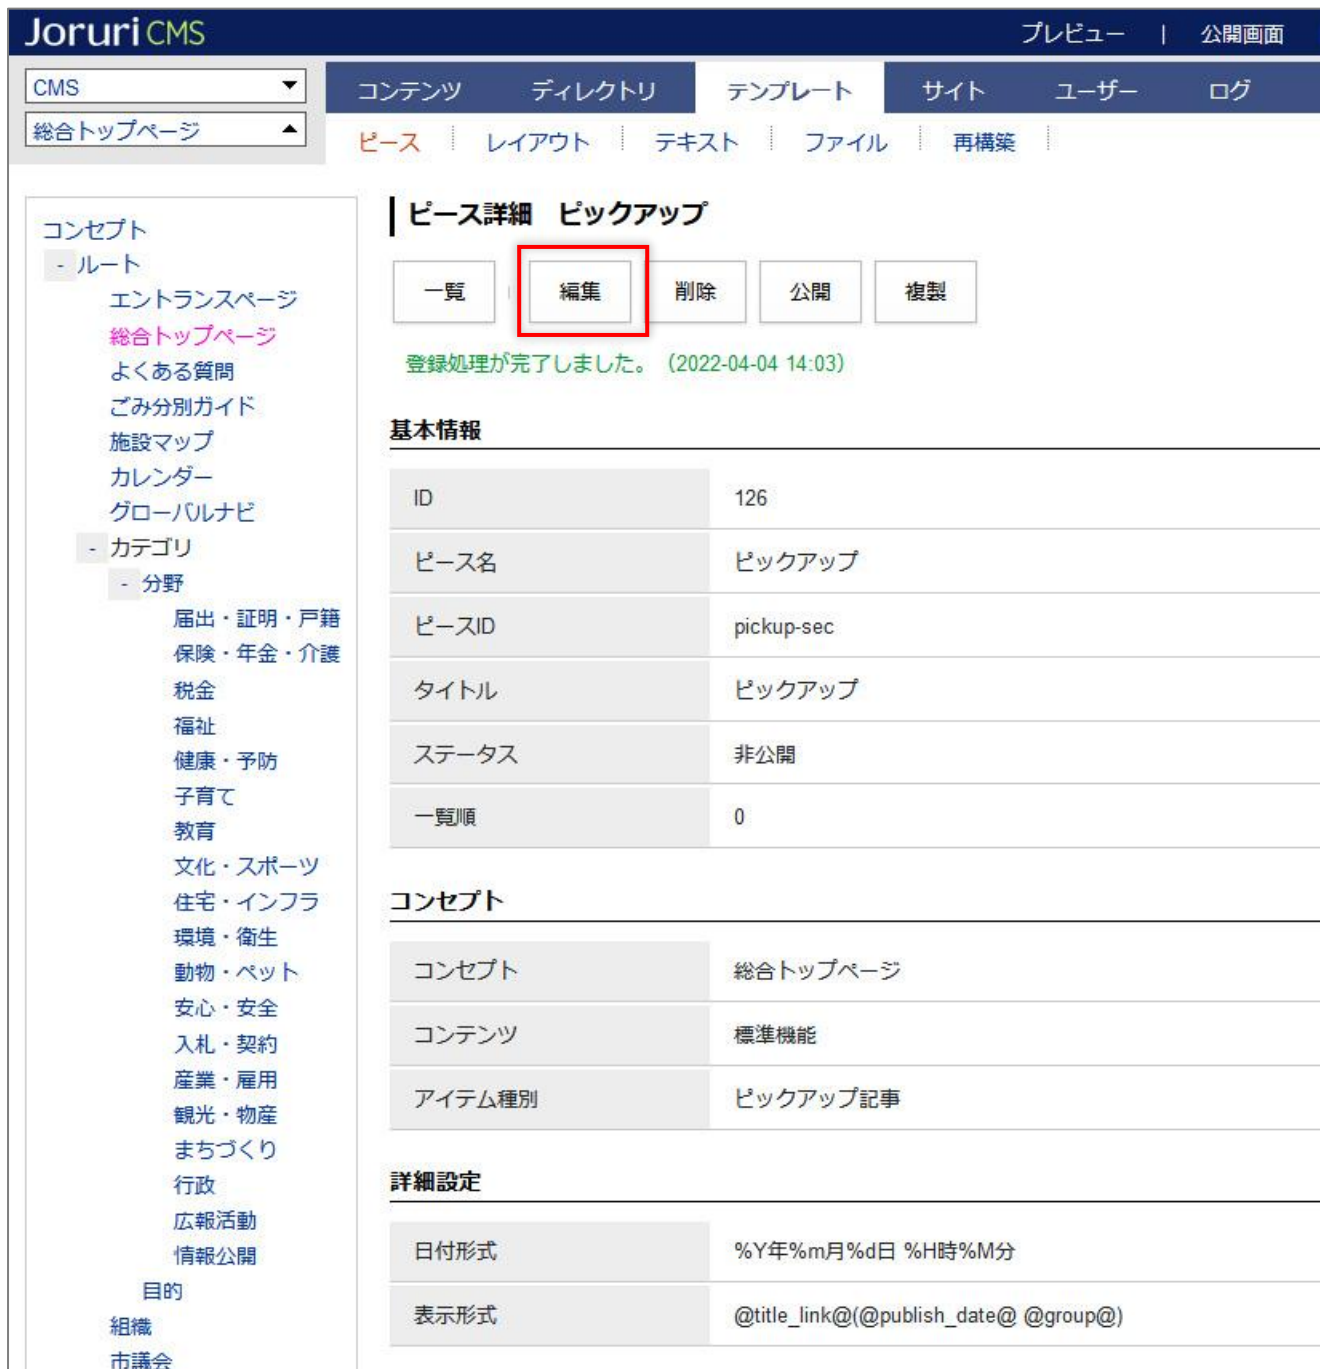 Joruri CMS
プレビュー | 公開画面
CMS
総合トップページ
コンテンツ ディレクトリ テンプレート サイト ユーザー ログ
ピース レイアウト テキスト ファイル 再構築
コンセプト
- ルート
エントランスページ
総合トップページ
よくある質問
ごみ分別ガイド
施設マップ
カレンダー
グローバルナビ
- カテゴリ
- 分野
届出・証明・戸籍
保険・年金・介護
税金
福祉
健康・予防
子育て
教育
文化・スポーツ
住宅・インフラ
環境・衛生
動物・ペット
安心・安全
入札・契約
産業・雇用
観光・物産
まちづくり
行政
広報活動
情報公開
目的
組織
市議会
ピース詳細 ピックアップ
一覧 編集 削除 公開 複製
登録処理が完了しました。（2022-04-04 14:03）
基本情報
ID 126
ピース名 ピックアップ
ピースID pickup-sec
タイトル ピックアップ
ステータス 非公開
一覧順 0
コンセプト
コンセプト 総合トップページ
コンテンツ 標準機能
アイテム種別 ピックアップ記事
詳細設定
日付形式 %Y年%m月%d日 %H時%M分
表示形式 @title_link@(@publish_date@ @group@)